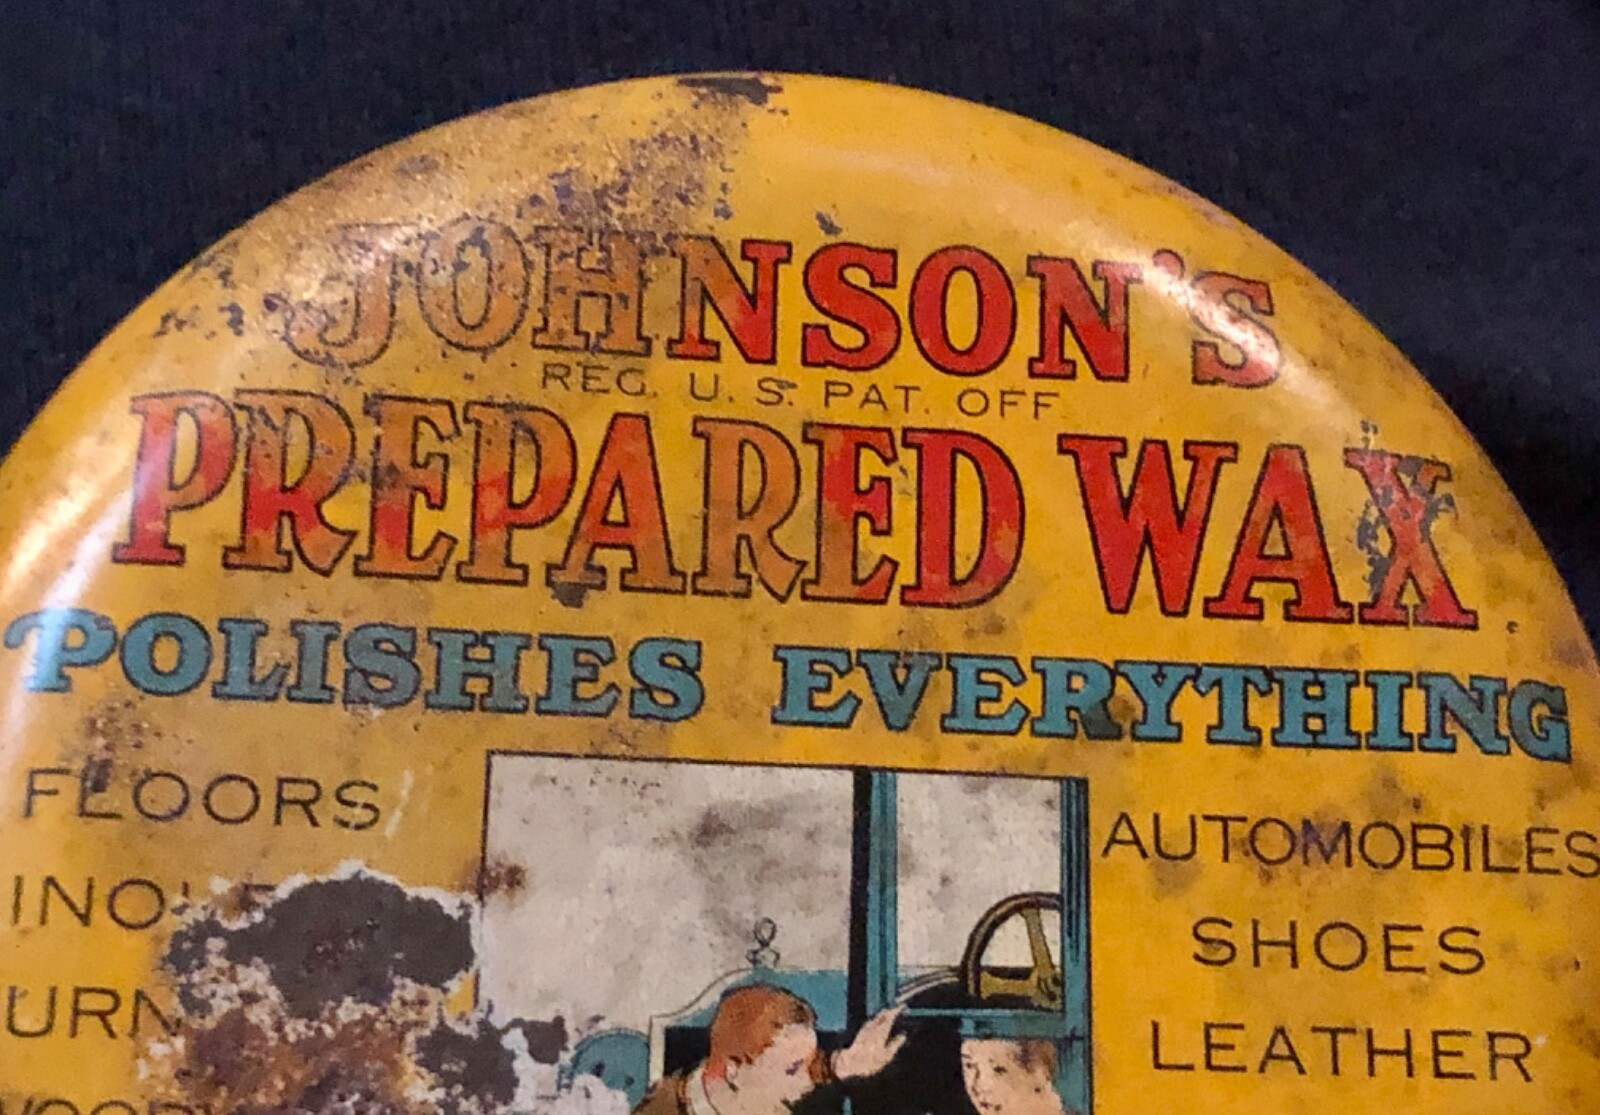 JOHNSON'S
REG. U.S. PAT. OFF
PREPARED WAX
POLISHES EVERYTHING
FLOORS
AUTOMOBILES
SHOES
LEATHER